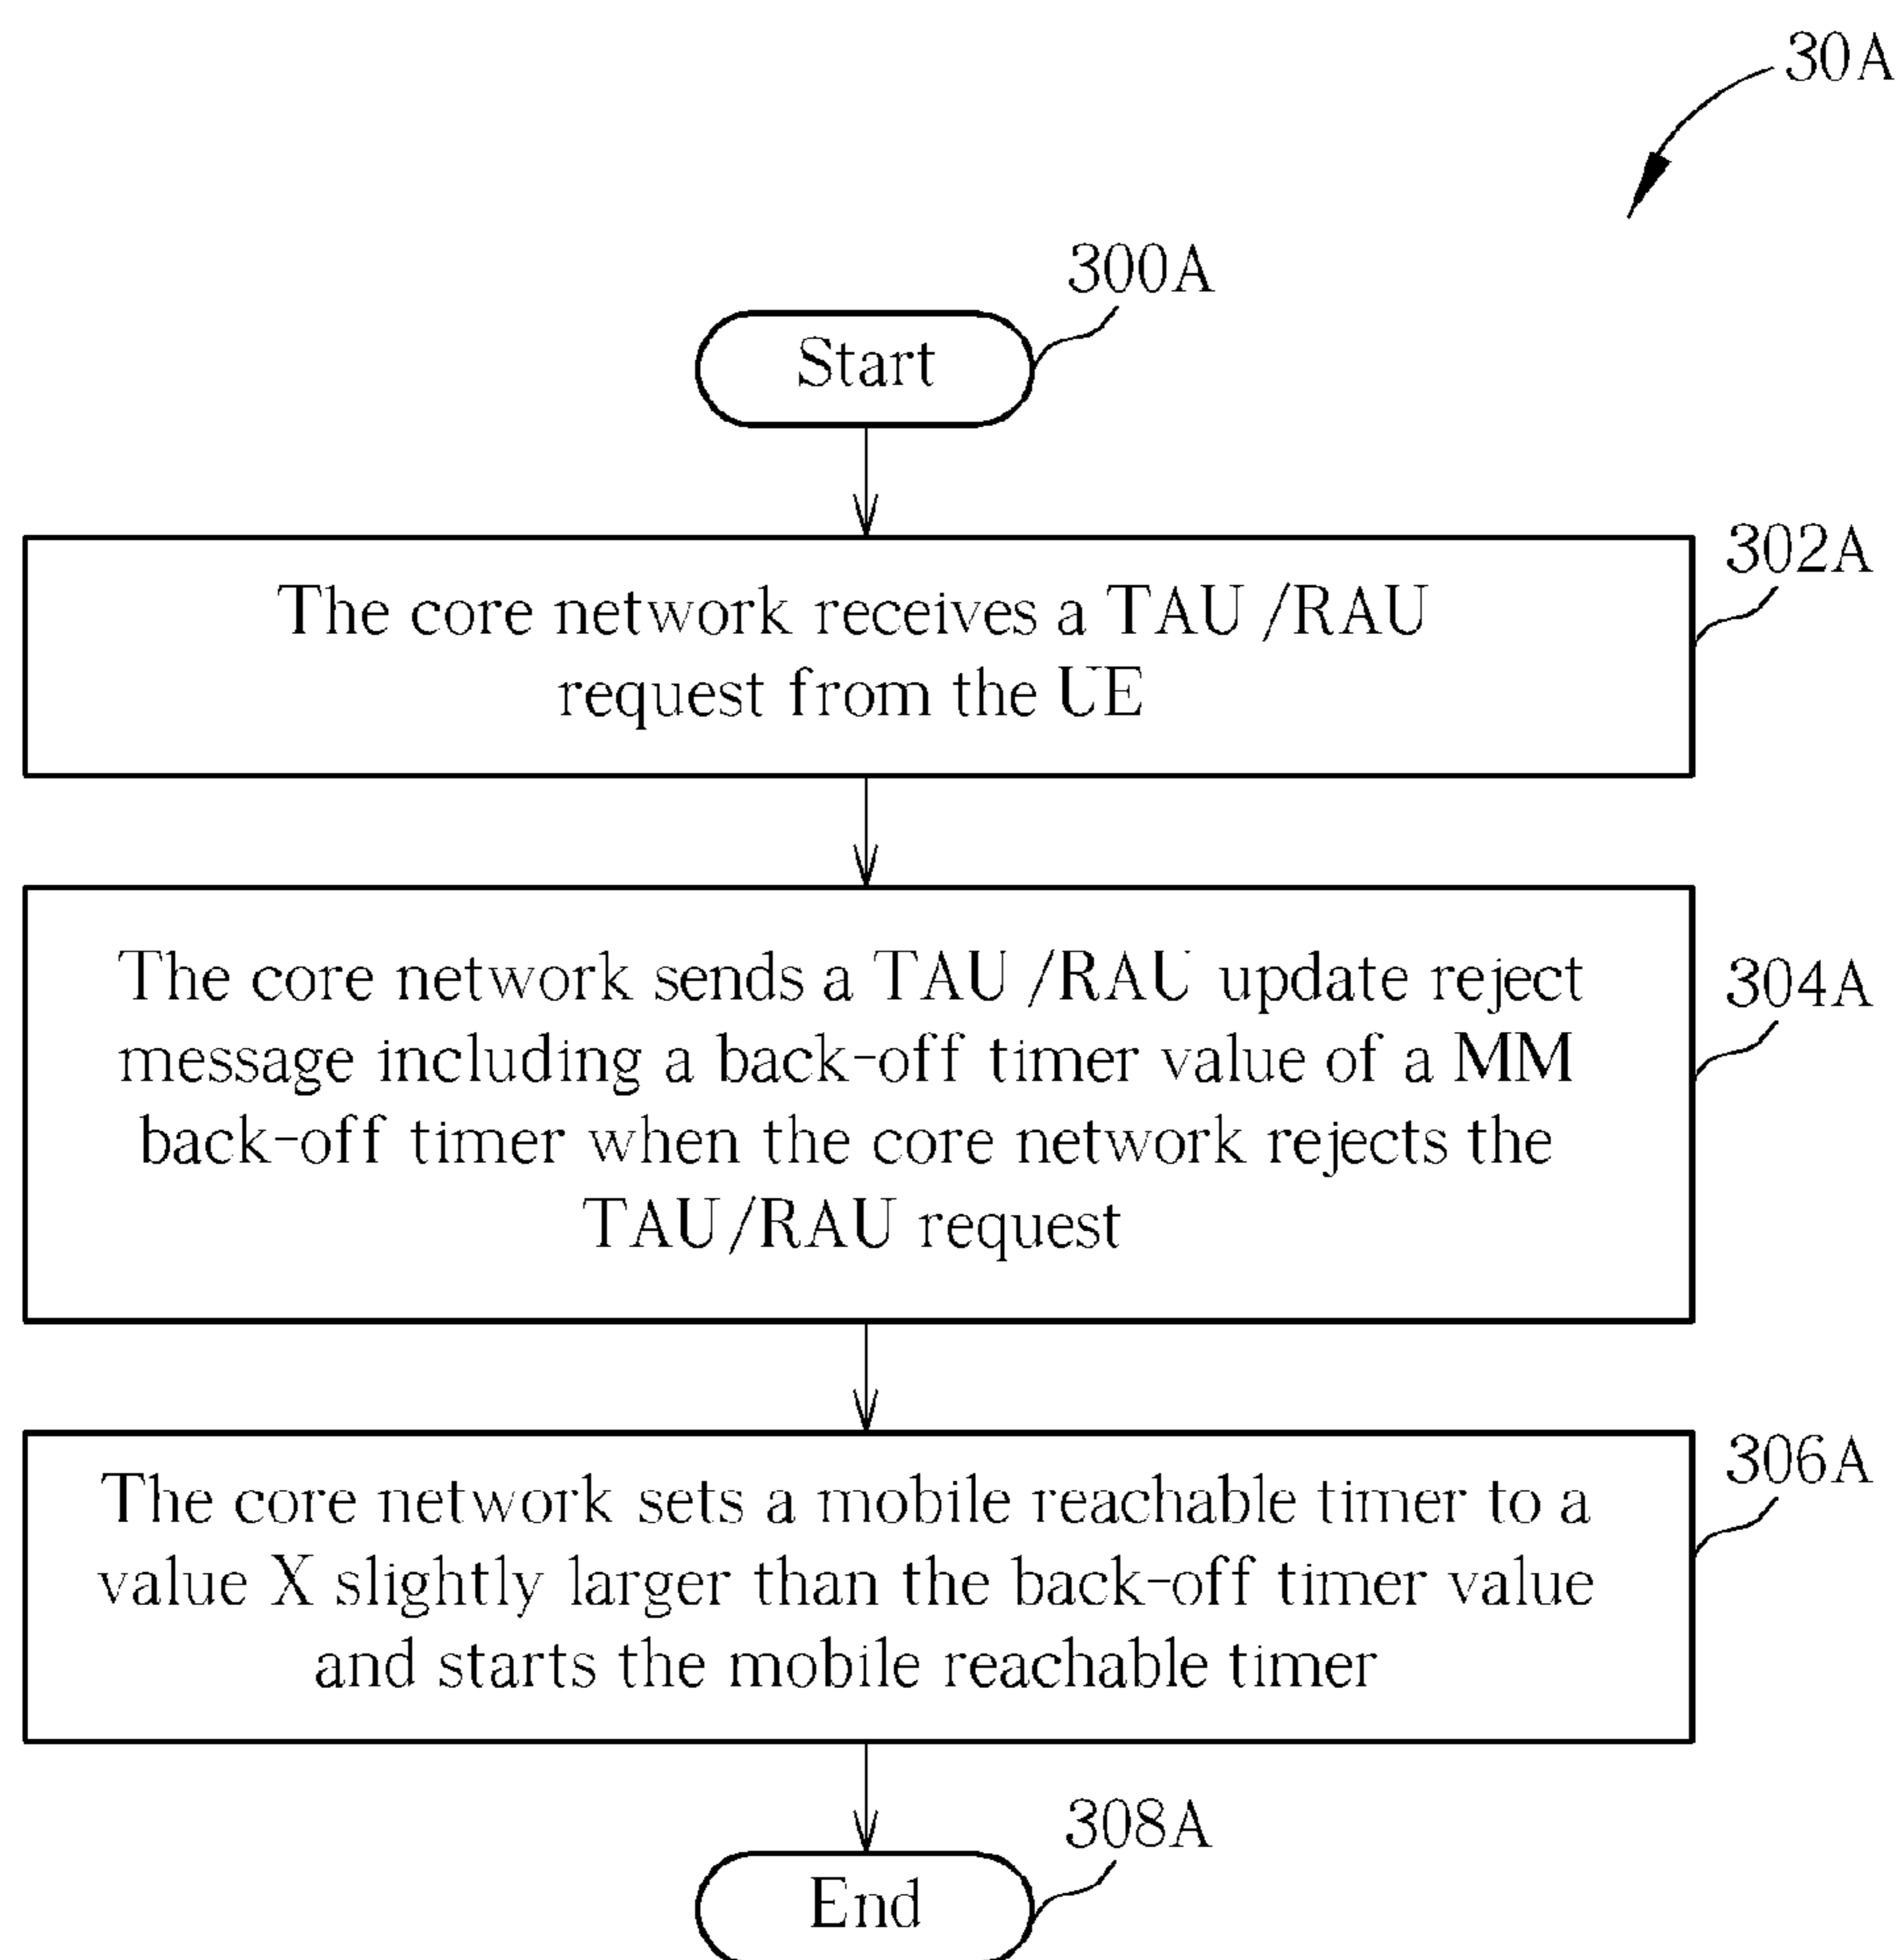 30A
300A
Start
302A
The core network receives a TAU /RAU
request from the UE
304A
The core network sends a TAU /RAU update reject
message including a back-off timer value of a MM
back-off timer when the core network rejects the
TAU/RAU request
306A
The core network sets a mobile reachable timer to a
value X slightly larger than the back-off timer value
and starts the mobile reachable timer
308A
End